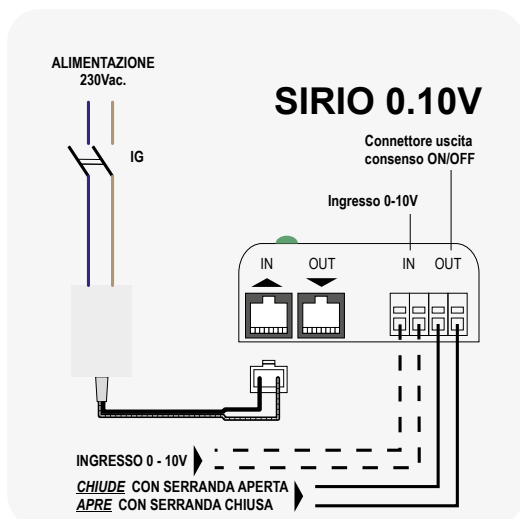 ALIMENTAZIONE
230Vac.
SIRIO 0.10V
IG
Connettore uscita
consenso ON/OFF
Ingresso 0-10V
IN OUT IN OUT
INGRESSO 0 - 10V
CHIUDE CON SERRANDA APERTA
APRE CON SERRANDA CHIUSA